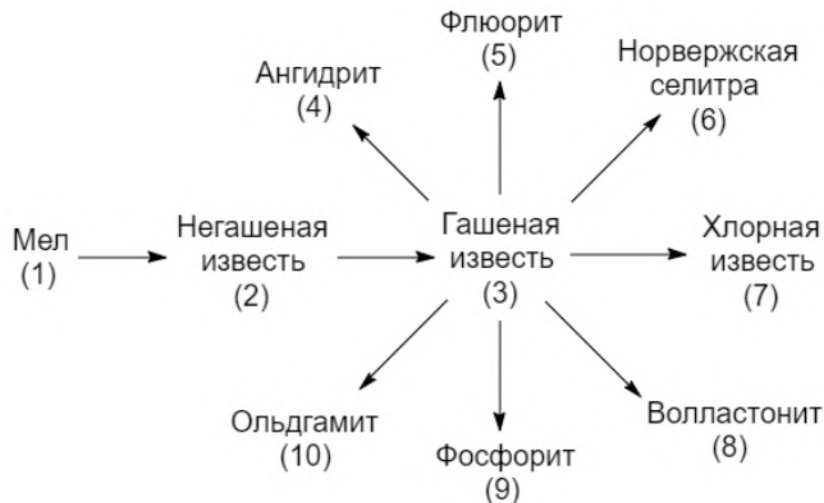 Флюорит
(5)
Ангидрит
(4)
Норвержская
селитра
(6)
Мел
(1)
Негашеная
известь
(2)
Гашеная
известь
(3)
Хлорная
известь
(7)
Ольдгамит
(10)
Фосфорит
(9)
Волластонит
(8)